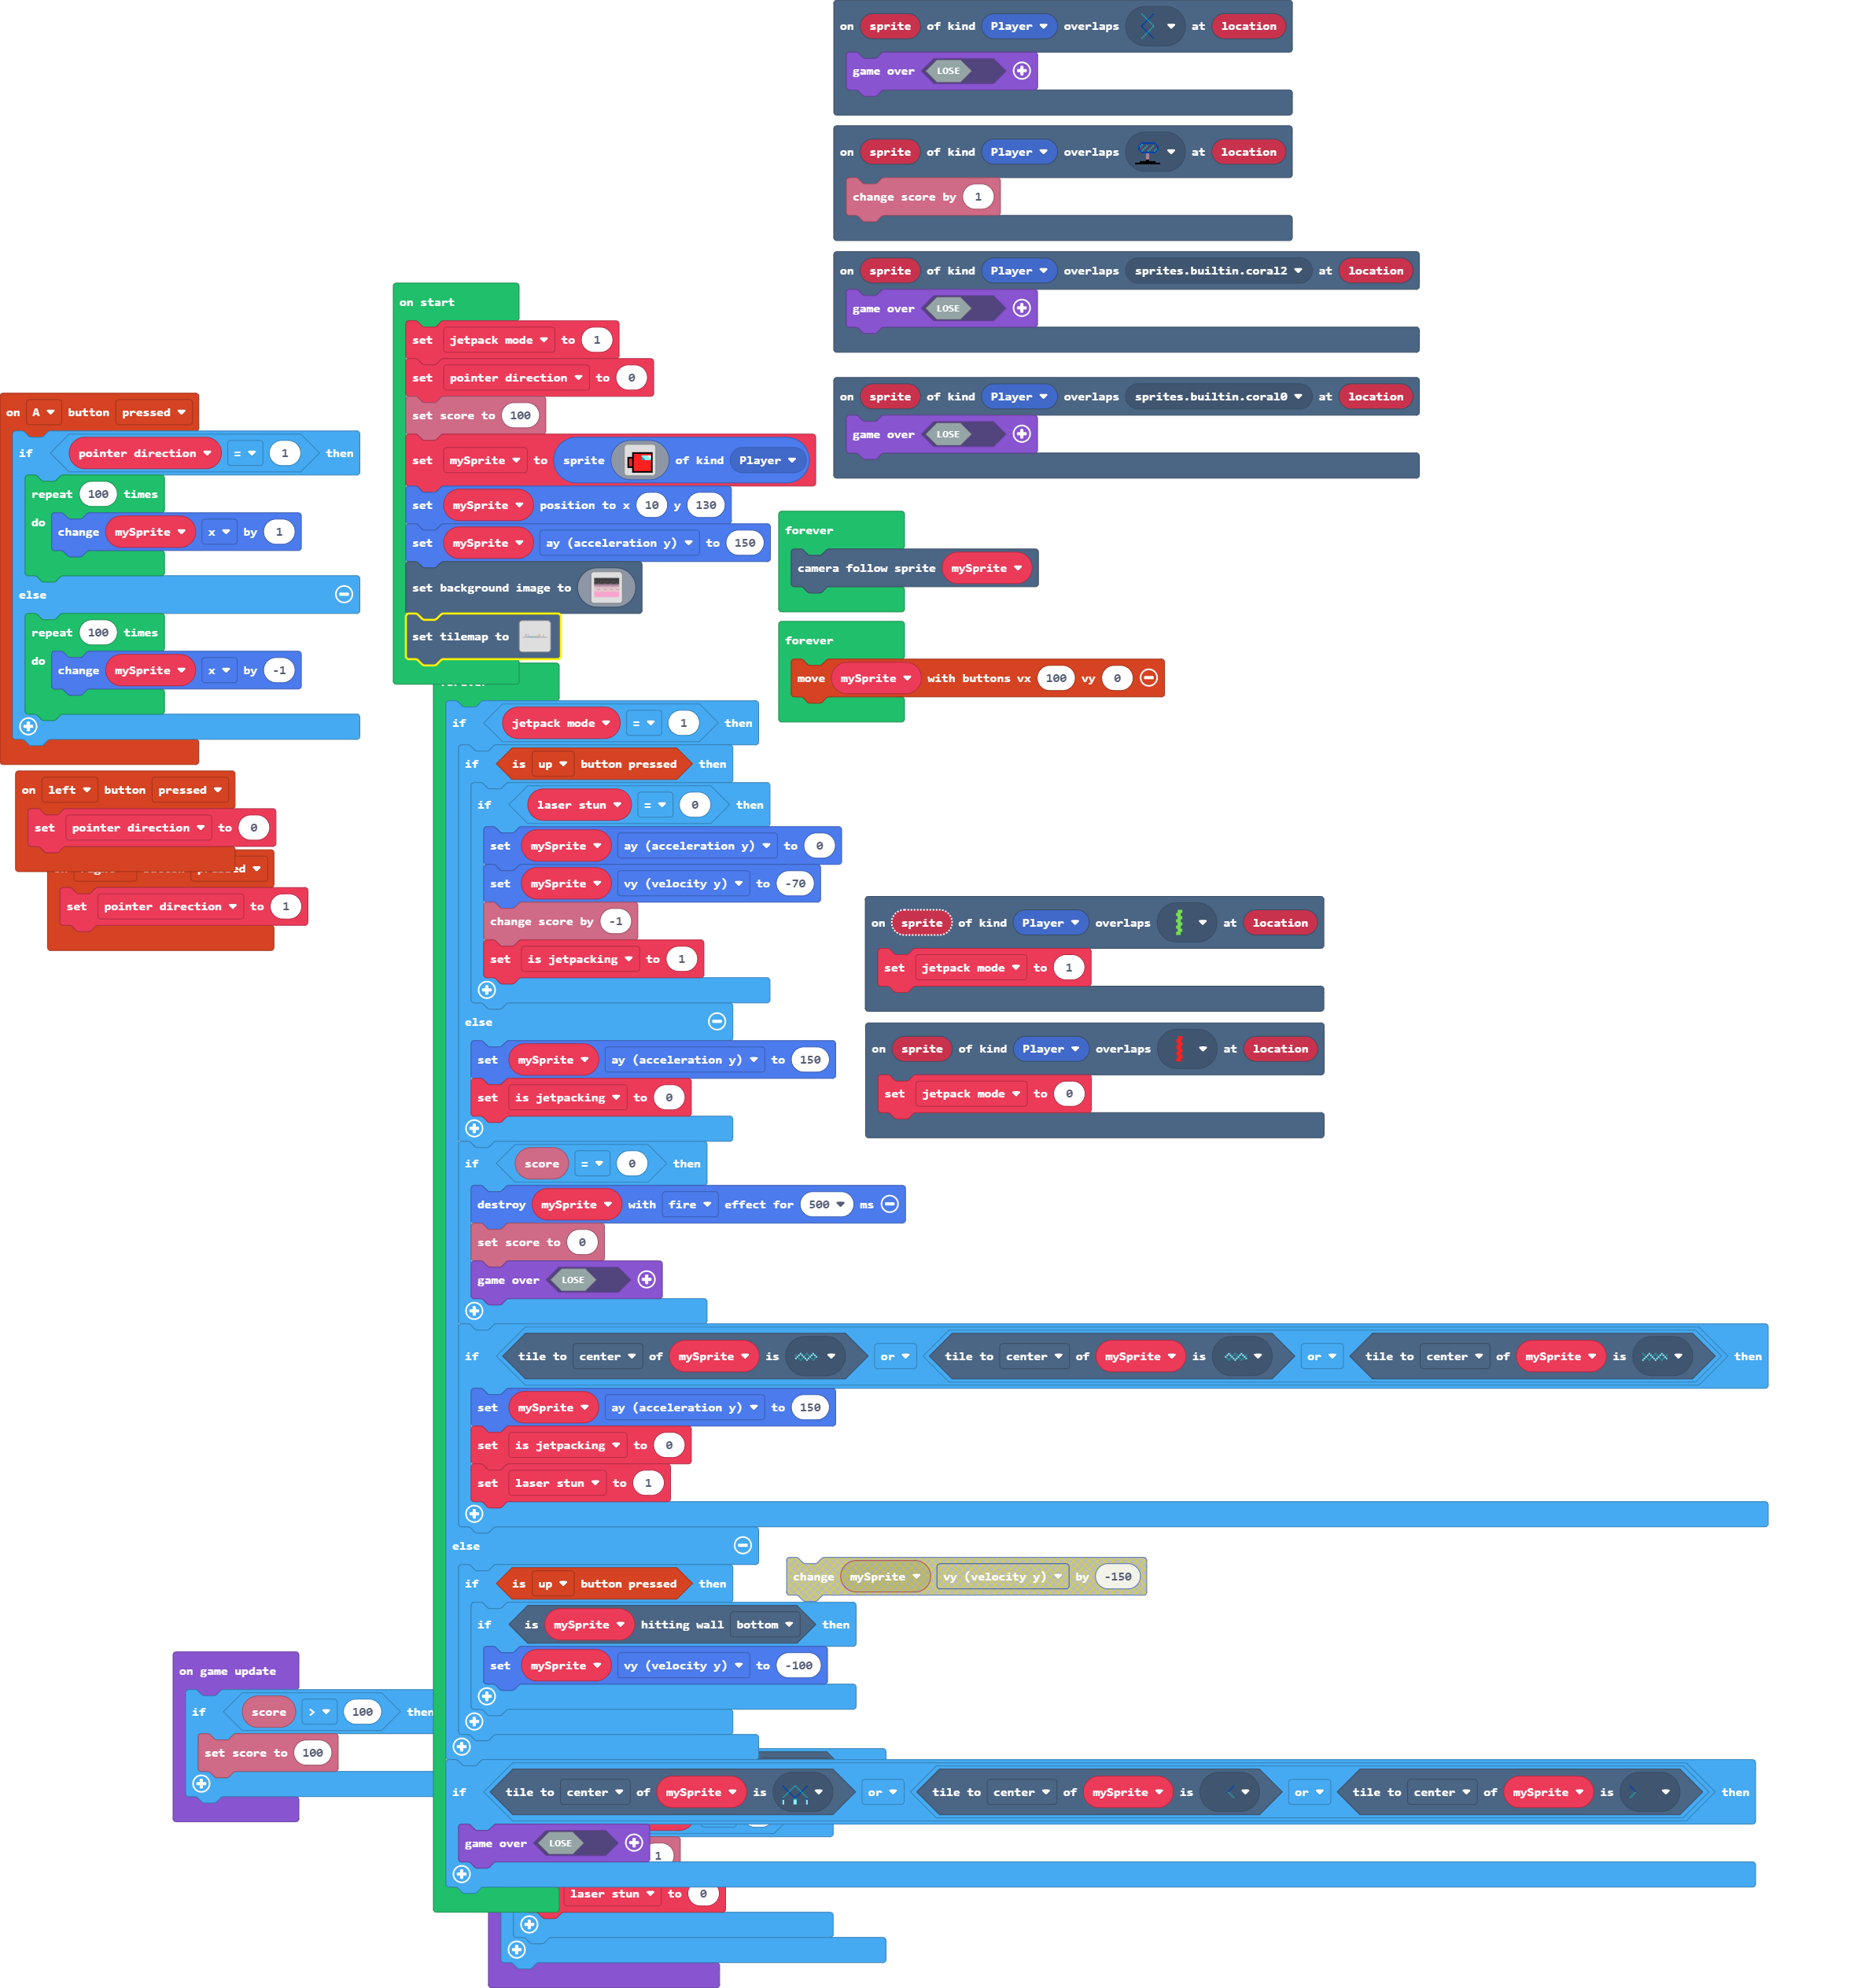 on sprite of kind Player overlaps at location
game over LOSE
on sprite of kind Player overlaps at location
change score by 1
on sprite of kind Player overlaps sprites.builtin.coral2 at location
game over LOSE
on sprite of kind Player overlaps sprites.builtin.coral0 at location
game over LOSE
on start
set jetpack mode to 1
set pointer direction to 0
set score to 100
set mySprite to sprite of kind Player
set mySprite position to x 10 y 130
set mySprite ay (acceleration y) to 150
set background image to
set tilemap to
on A button pressed
if pointer direction = 1 then
repeat 100 times
do change mySprite x by 1
else
repeat 100 times
do change mySprite x by -1
on left button pressed
set pointer direction to 0
set pointer direction to 1
forever
camera follow sprite mySprite
forever
move mySprite with buttons vx 100 vy 0
if jetpack mode = 1 then
if is up button pressed then
if laser stun = 0 then
set mySprite ay (acceleration y) to 0
set mySprite vy (velocity y) to -70
change score by -1
set is jetpacking to 1
else
set mySprite ay (acceleration y) to 150
set is jetpacking to 0
if score = 0 then
destroy mySprite with fire effect for 500 ms
set score to 0
game over LOSE
if tile to center of mySprite is or tile to center of mySprite is or tile to center of mySprite is then
set mySprite ay (acceleration y) to 150
set is jetpacking to 0
set laser stun to 1
else
if is up button pressed then
if is mySprite hitting wall bottom then
set mySprite vy (velocity y) to -100
if tile to center of mySprite is or tile to center of mySprite is or tile to center of mySprite is then
game over LOSE
1
laser stun to 0
on sprite of kind Player overlaps at location
set jetpack mode to 1
on sprite of kind Player overlaps at location
set jetpack mode to 0
change mySprite vy (velocity y) by -150
on game update
if score > 100 then
set score to 100